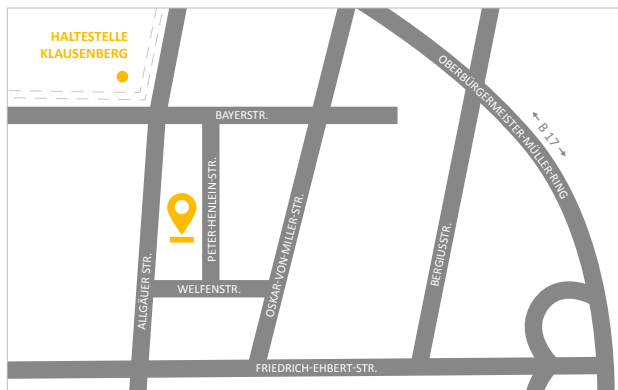 HALTESTELLE
KLAUSENBERG
OBERBÜRGERMEISTER-MÜLLER-RING
B 17
BAYERSTR.
PETER-HENLEIN-STR.
OSKAR-VON-MILLER-STR.
BERGIUSSTR.
ALLGÄUER STR.
WELFENSTR.
FRIEDRICH-EHBERT-STR.